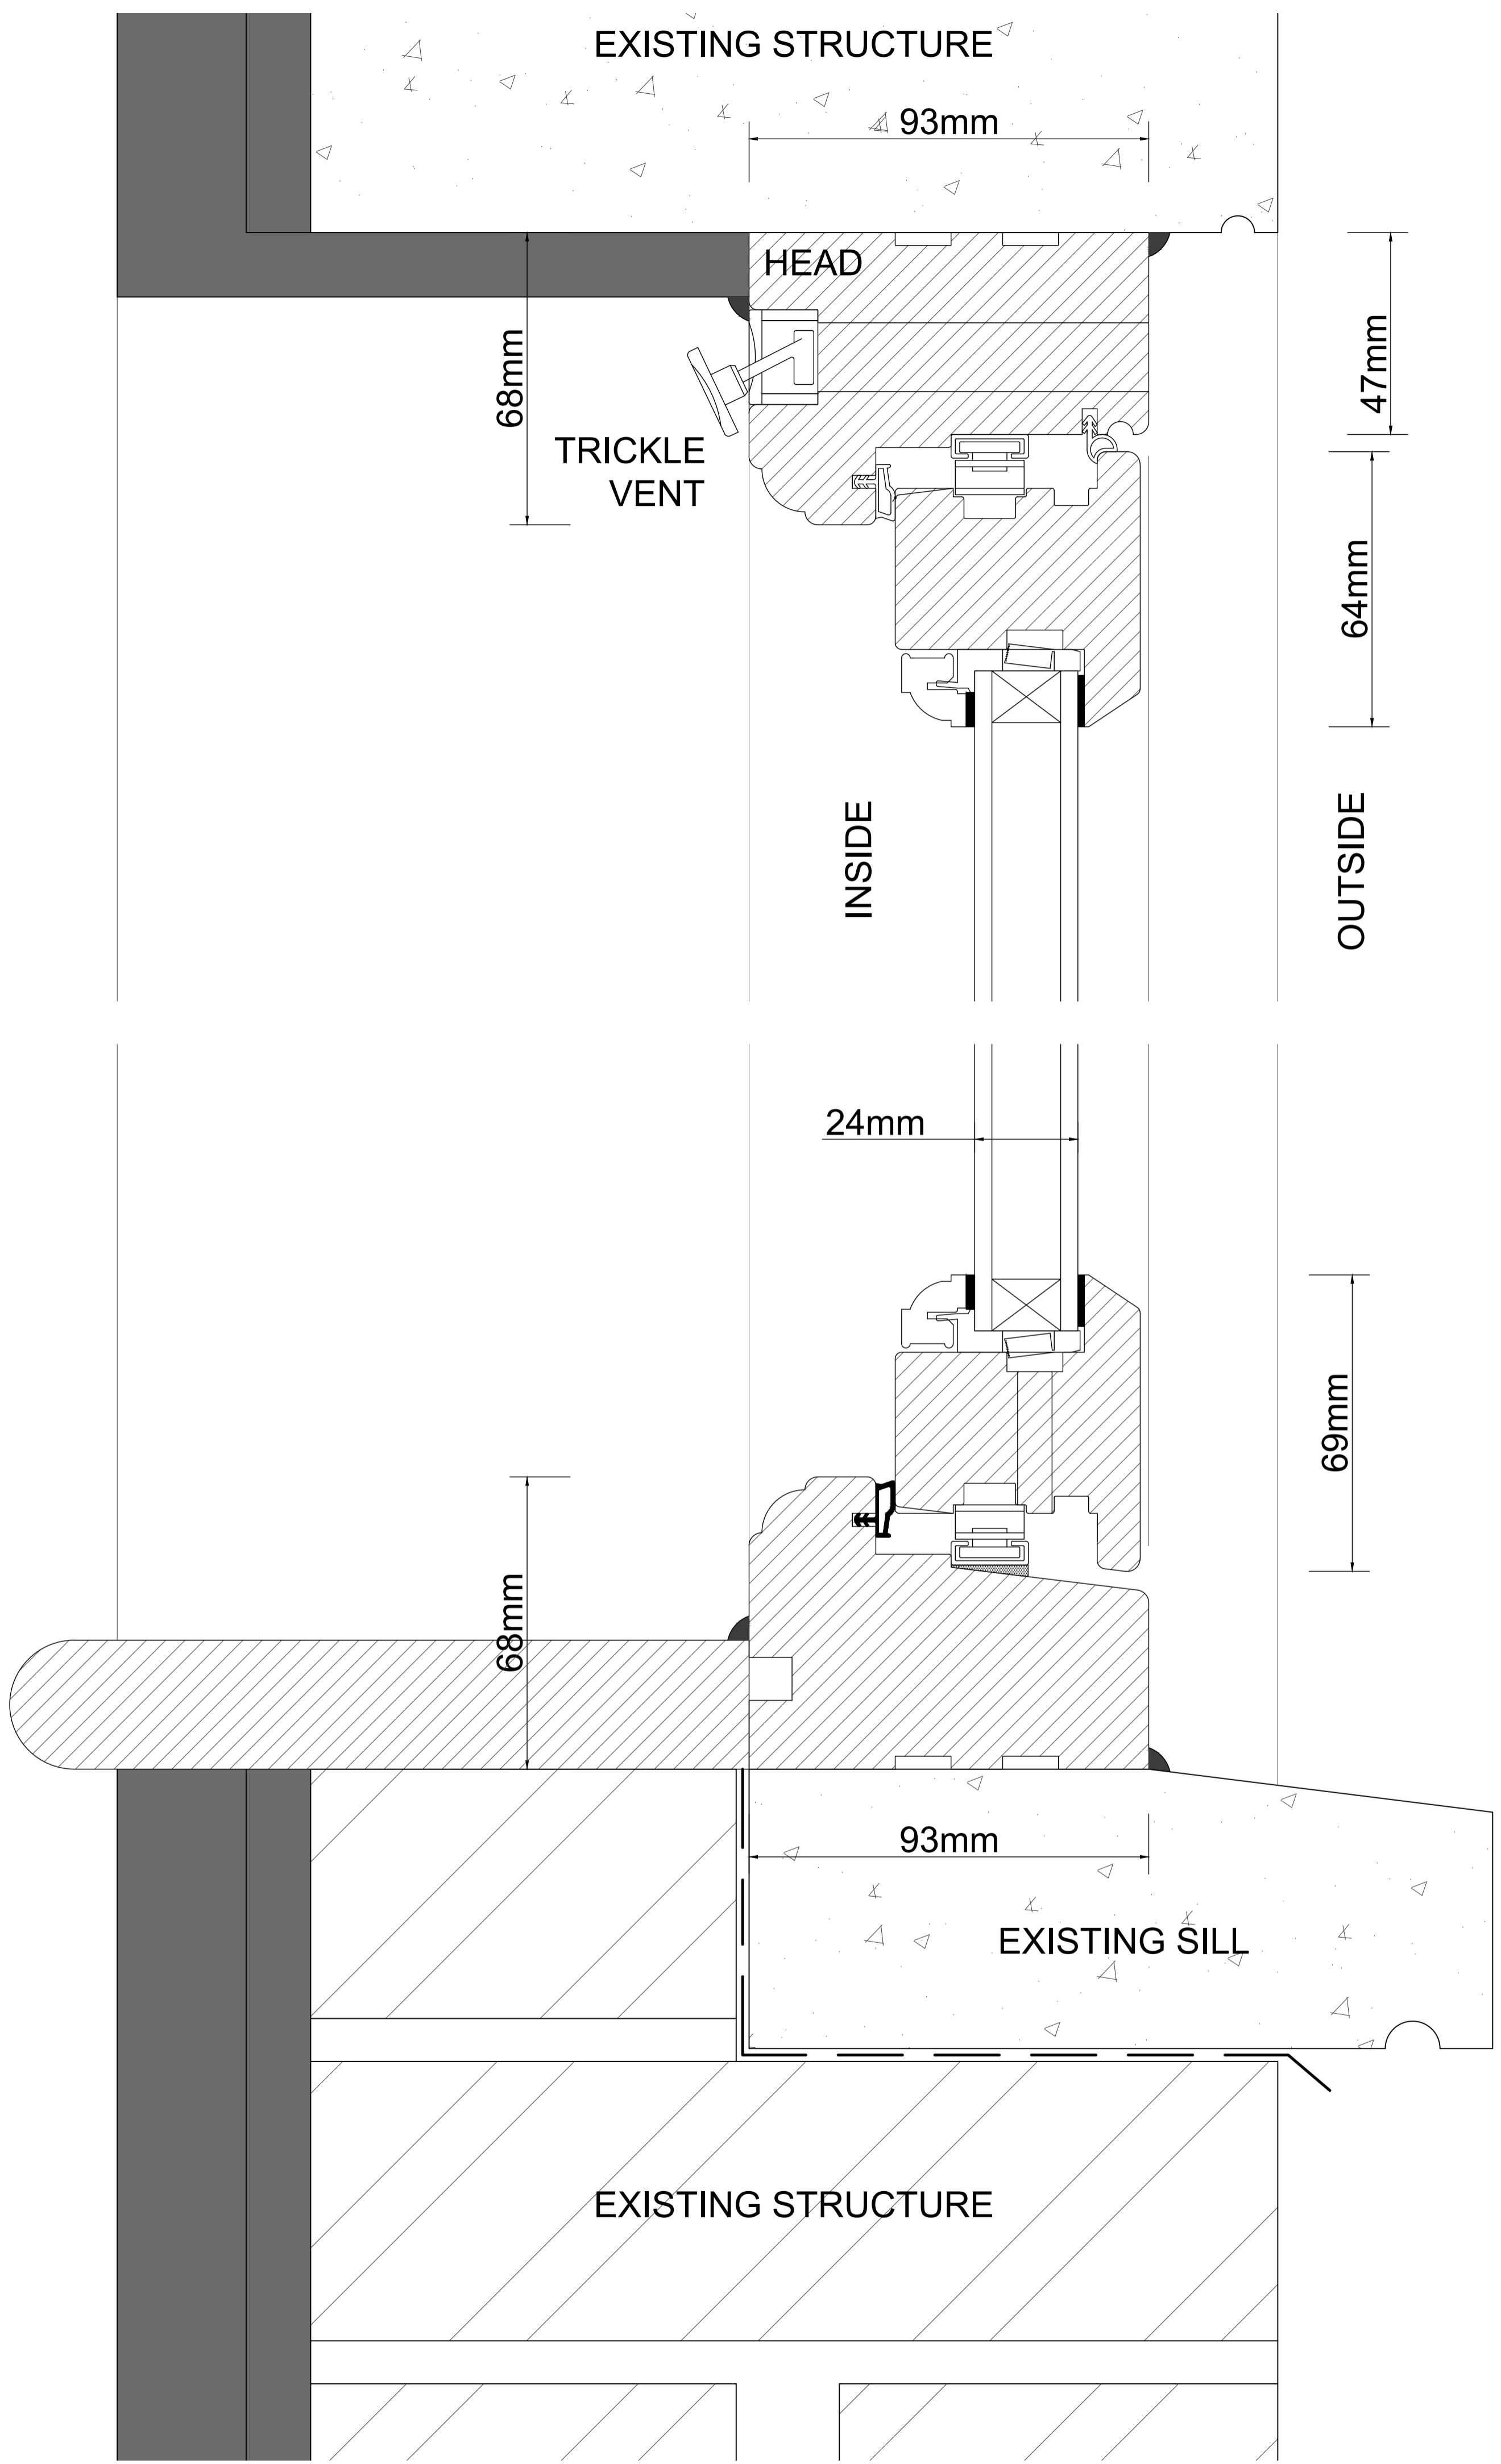 EXISTING STRUCTURE
93mm
HEAD
68mm
47mm
TRICKLE
VENT
64mm
INSIDE
OUTSIDE
24mm
69mm
68mm
93mm
EXISTING SILL
EXISTING STRUCTURE